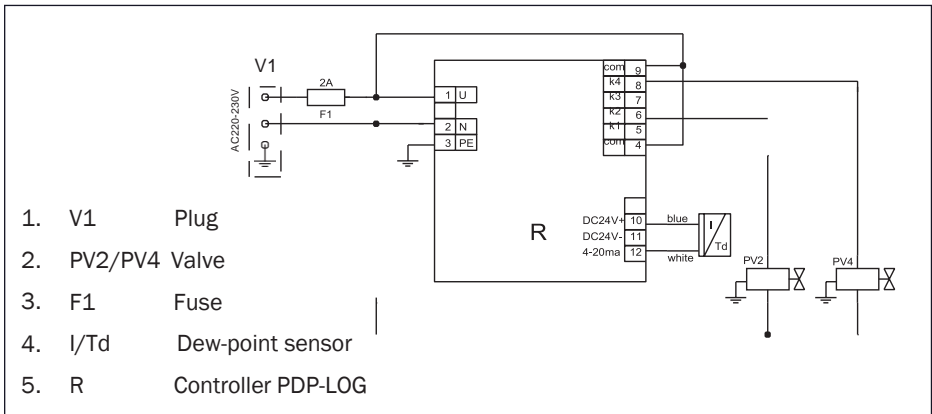 V1
AC220-230V
2A
F1
1 U
2 N
3 PE
com 9
k4 8
k3 7
k2 6
k1 5
com 4
R
DC24V+ 10 blue
DC24V- 11
4-20ma 12 white
I/Td
PV2
PV4
1. V1 Plug
2. PV2/PV4 Valve
3. F1 Fuse
4. I/Td Dew-point sensor
5. R Controller PDP-LOG